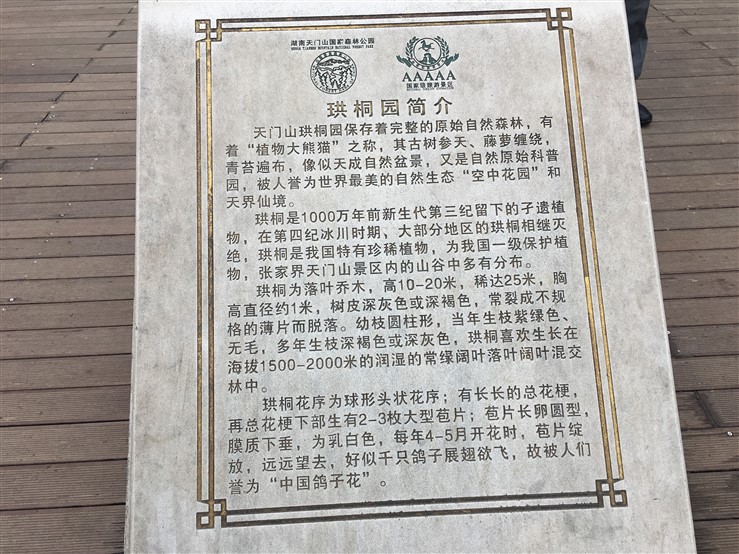 湖南天门山国家森林公园
HUNAN TIANMEN MOUNTAIN NATIONAL FOREST PARK
AAAAA
国家级旅游景区
珙桐园简介
天门山珙桐园保存着完整的原始自然森林，有
着“植物大熊猫”之称，其古树参天、藤萝缠绕，
青苔遍布，像似天成自然盆景，又是自然原始科普
园，被人誉为世界最美的自然生态“空中花园”和
天界仙境。
珙桐是1000万年前新生代第三纪留下的孑遗植
物，在第四纪冰川时期、大部分地区的珙桐相继灭
绝，珙桐是我国特有珍稀植物，为我国一级保护植
物，张家界天门山景区内的山谷中多有分布。
珙桐为落叶乔木，高10-20米，稀达25米，胸
高直径约1米，树皮深灰色或深褐色，常裂成不规
格的薄片而脱落。幼枝圆柱形，当年生枝紫绿色、
无毛，多年生枝深褐色或深灰色，珙桐喜欢生长在
海拔1500-2000米的润湿的常绿阔叶落叶阔叶混交
林中。
珙桐花序为球形头状花序；有长长的总花梗，
再总花梗下部生有2-3枚大型苞片；苞片长卵圆型，
膜质下垂，为乳白色，每年4-5月开花时，苞片绽
放，远远望去，好似千只鸽子展翅欲飞，故被人们
誉为“中国鸽子花”。